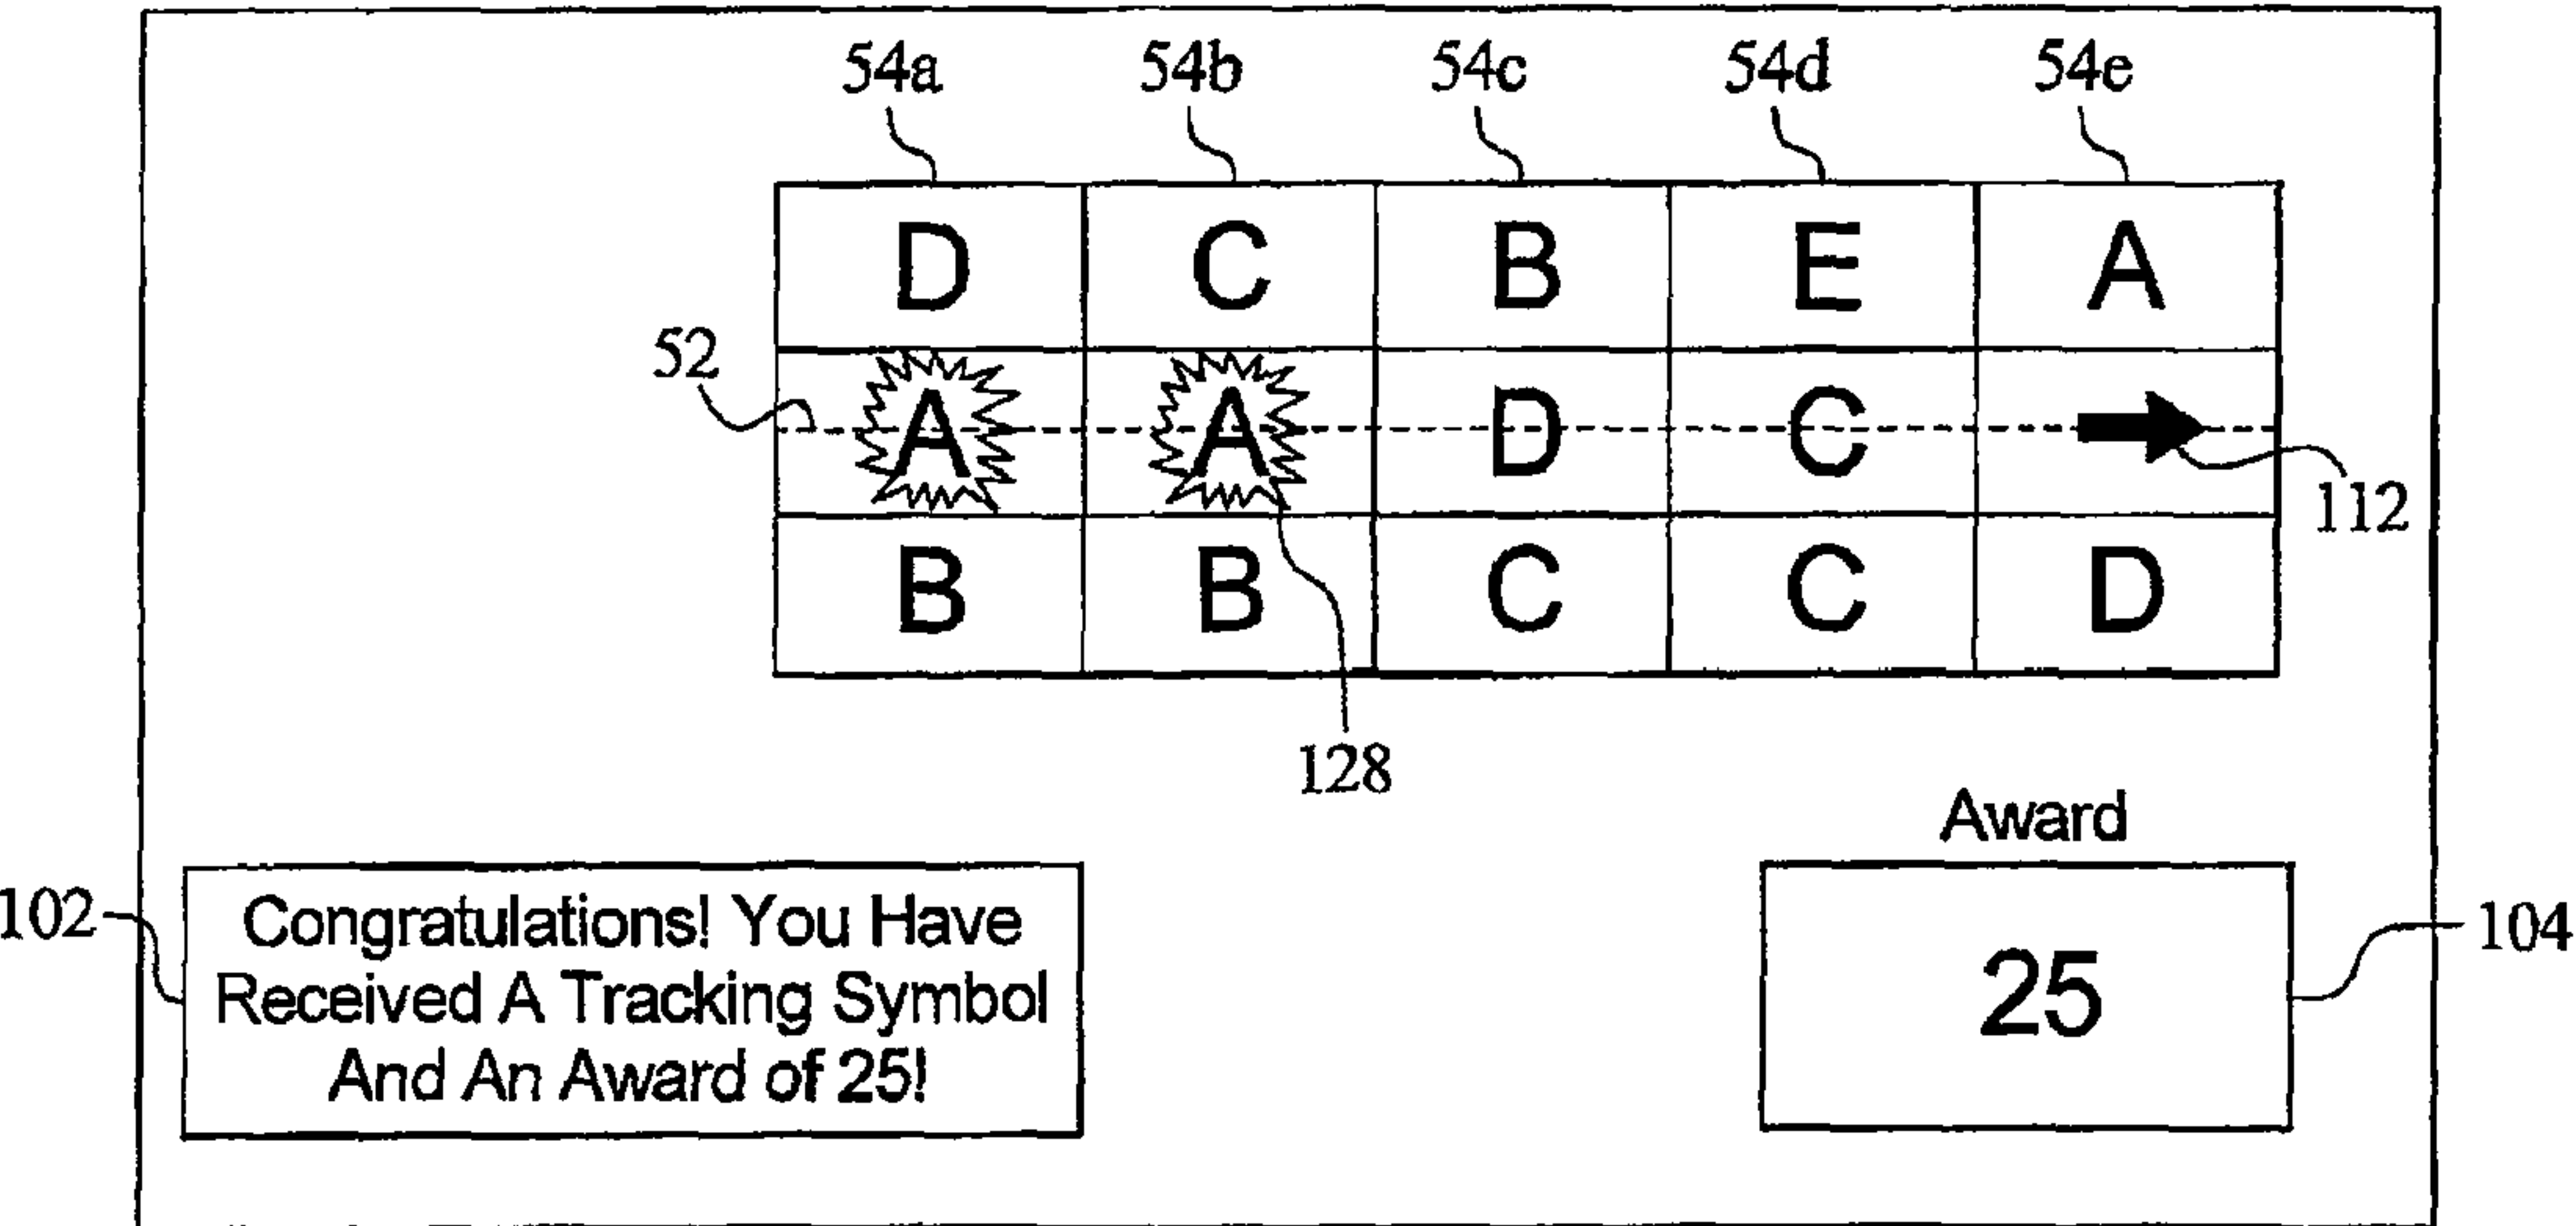 54a 54b 54c 54d 54e
D C B E A
52
A A D C
112
B B C C D
128
Award
102
Congratulations! You Have
Received A Tracking Symbol
And An Award of 25!
25
104